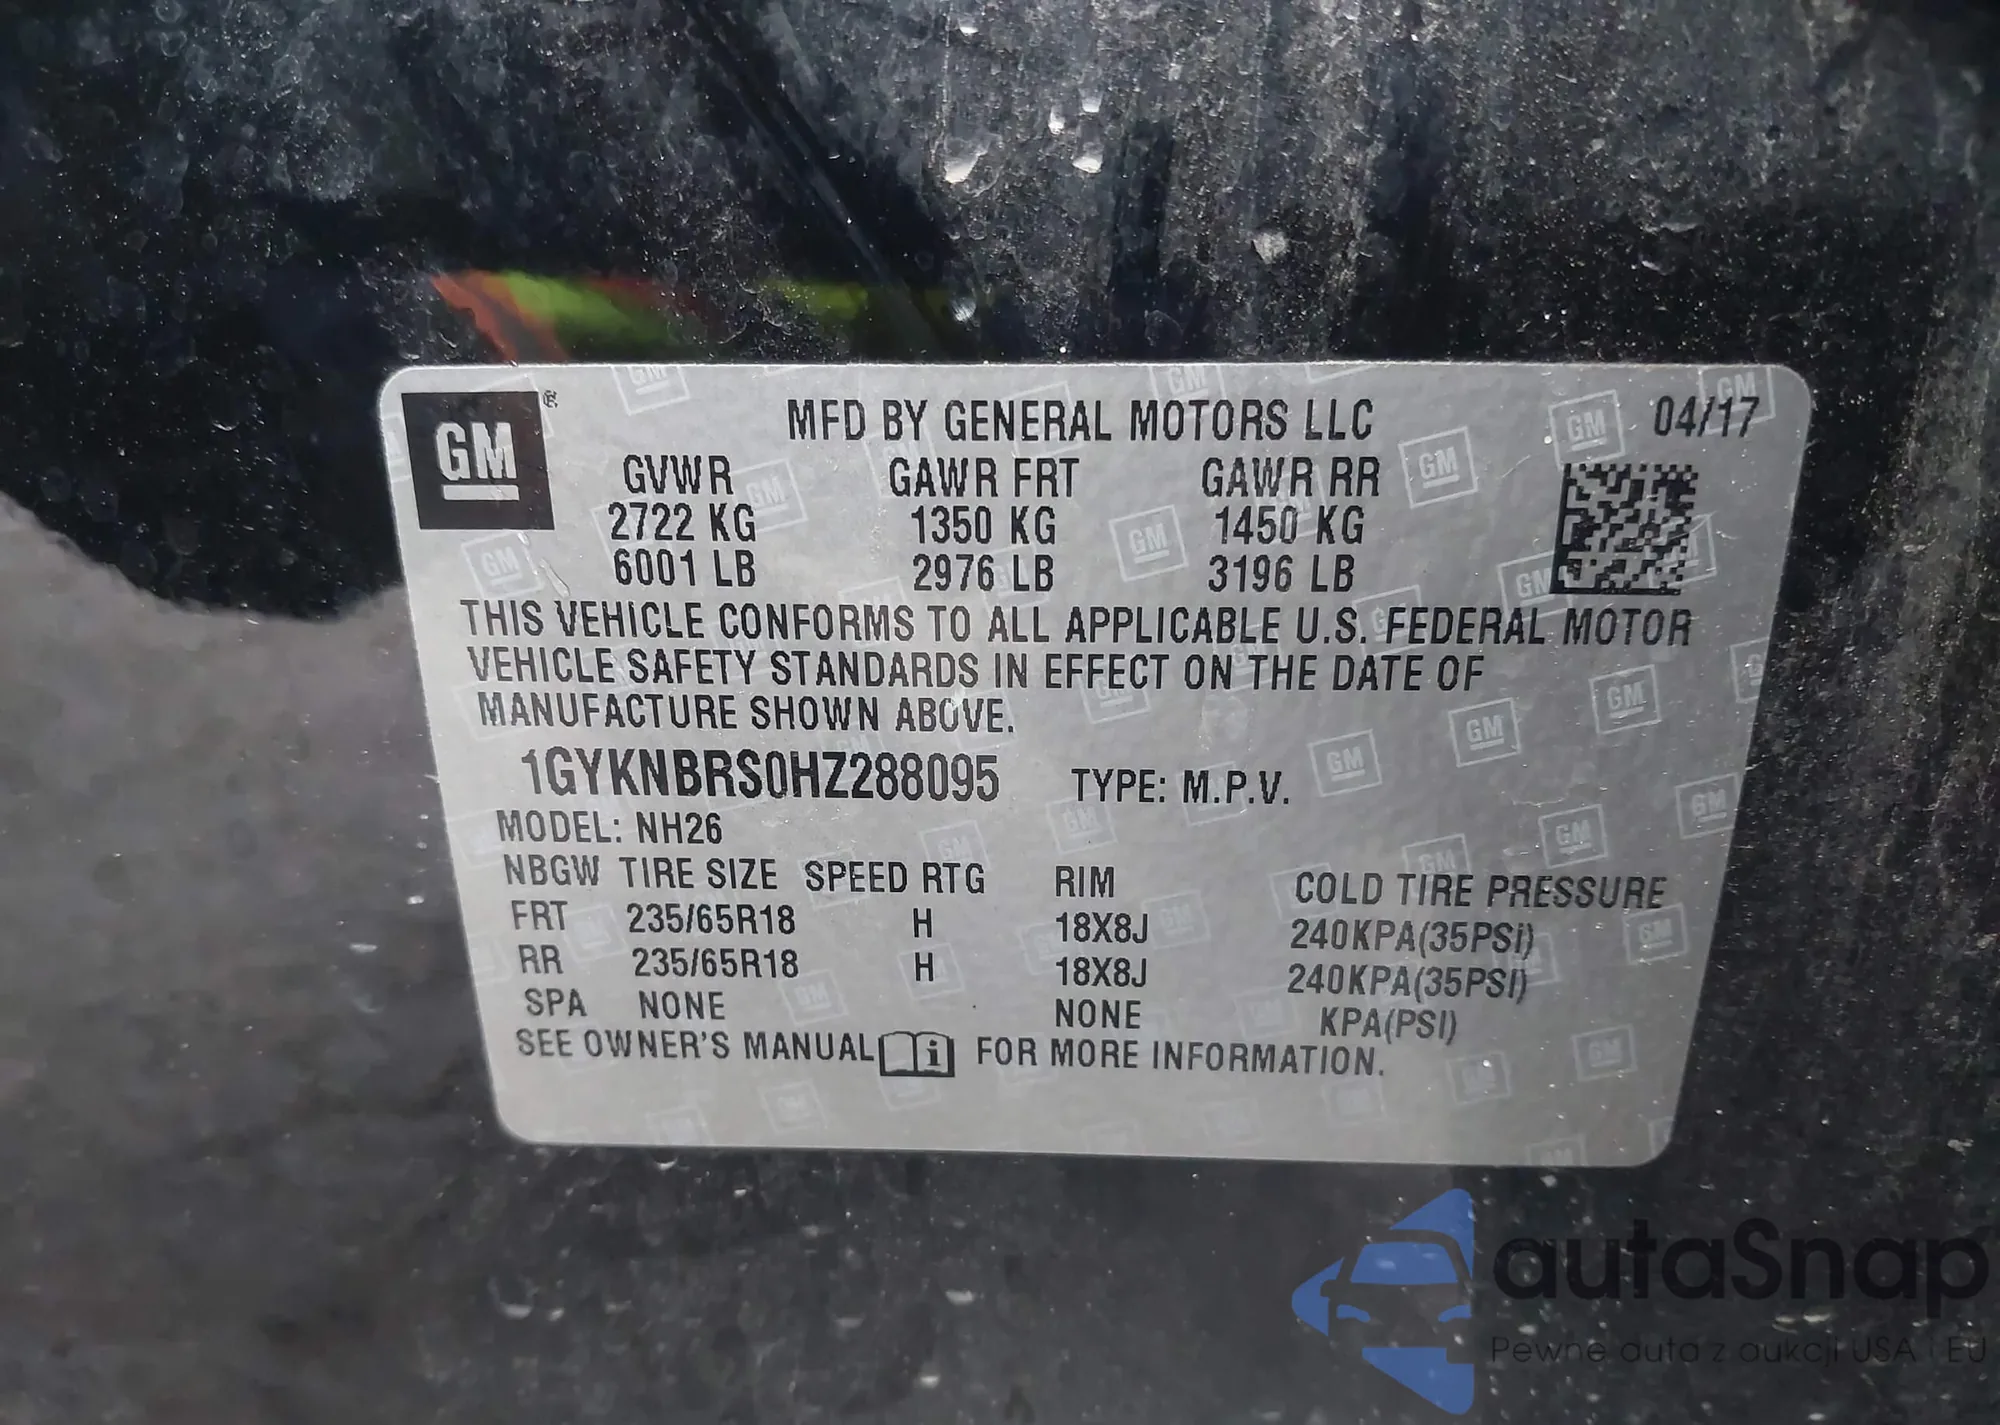 GM
MFD BY GENERAL MOTORS LLC 04/17
GVWR GAWR FRT GAWR RR
2722 KG 1350 KG 1450 KG
6001 LB 2976 LB 3196 LB
THIS VEHICLE CONFORMS TO ALL APPLICABLE U.S. FEDERAL MOTOR
VEHICLE SAFETY STANDARDS IN EFFECT ON THE DATE OF
MANUFACTURE SHOWN ABOVE.
1GYKNBRS0HZ288095 TYPE: M.P.V.
MODEL: NH26
NBGW TIRE SIZE SPEED RTG RIM COLD TIRE PRESSURE
FRT 235/65R18 H 18X8J 240KPA(35PSI)
RR 235/65R18 H 18X8J 240KPA(35PSI)
SPA NONE NONE KPA(PSI)
SEE OWNER'S MANUAL i FOR MORE INFORMATION.
autaSnap
Pewne auta z aukcji USA i EU